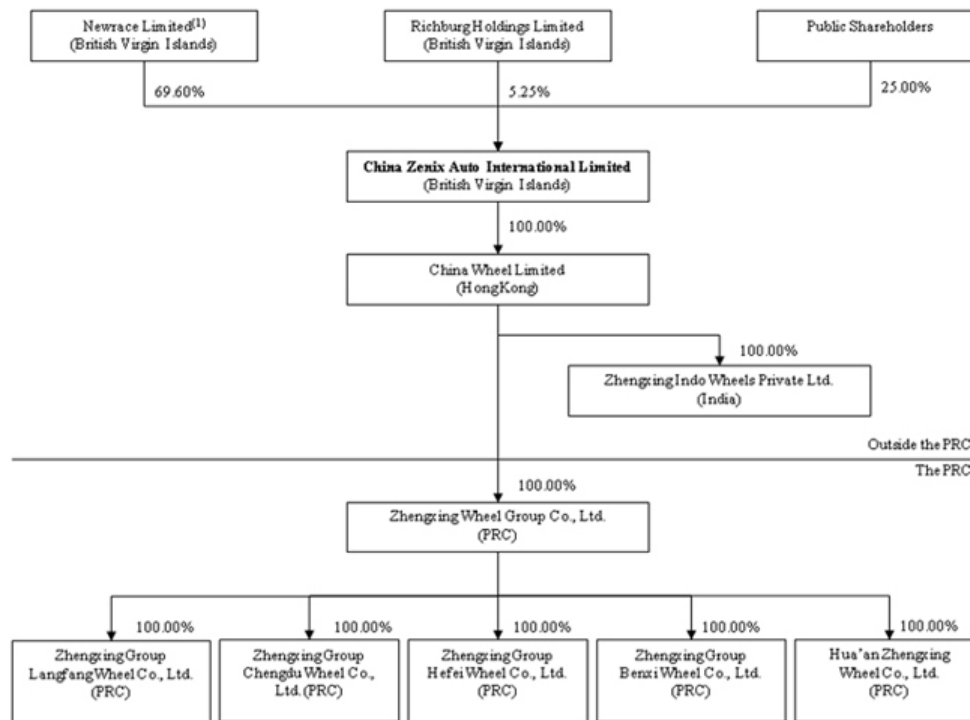 Newrace Limited(1)
(British Virgin Islands)
Richburg Holdings Limited
(British Virgin Islands)
Public Shareholders
69.60%
5.25%
25.00%
China Zenix Auto International Limited
(British Virgin Islands)
100.00%
China Wheel Limited
(Hong Kong)
100.00%
Zhengxing Indo Wheels Private Ltd.
(India)
Outside the PRC
The PRC
100.00%
Zhengxing Wheel Group Co., Ltd.
(PRC)
100.00%
100.00%
100.00%
100.00%
100.00%
Zhengxing Group
Langfang Wheel Co., Ltd.
(PRC)
Zhengxing Group
Chengdu Wheel Co.,
Ltd. (PRC)
Zhengxing Group
Hefei Wheel Co., Ltd.
(PRC)
Zhengxing Group
Benxi Wheel Co., Ltd.
(PRC)
Hua'an Zhengxing
Wheel Co., Ltd.
(PRC)